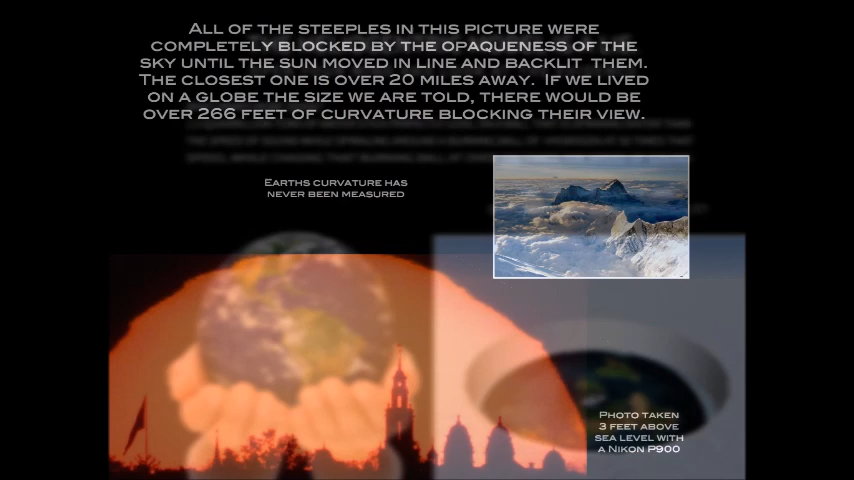 All of the steeples in this picture were
completely blocked by the opaqueness of the
sky until the sun moved in line and backlit them.
The closest one is over 20 miles away. If we lived
on a globe the size we are told, there would be
over 266 feet of curvature blocking their view.
Earths curvature has
never been measured
Photo taken
3 feet above
sea level with
a Nikon P900